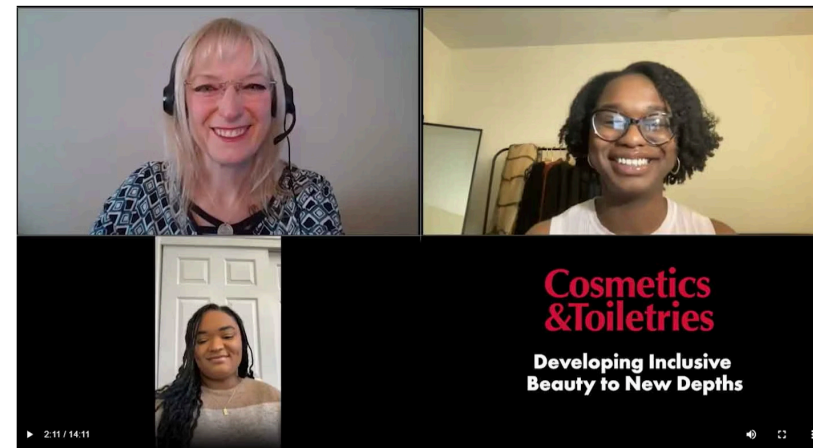 Cosmetics
&Toiletries
Developing Inclusive
Beauty to New Depths
2:11 / 14:11